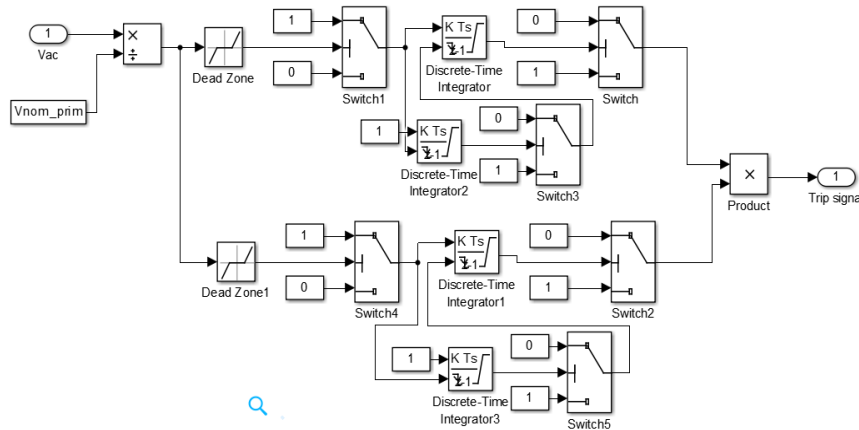 1
Vac
×
÷
Vnom_prim
Dead Zone
1
0
Switch1
K Ts
z-1
Discrete-Time
Integrator
0
1
Switch
1
K Ts
z-1
Discrete-Time
Integrator2
0
1
Switch3
×
Product
1
Trip signal
Dead Zone1
1
0
Switch4
K Ts
z-1
Discrete-Time
Integrator1
0
1
Switch2
1
K Ts
z-1
Discrete-Time
Integrator3
0
1
Switch5